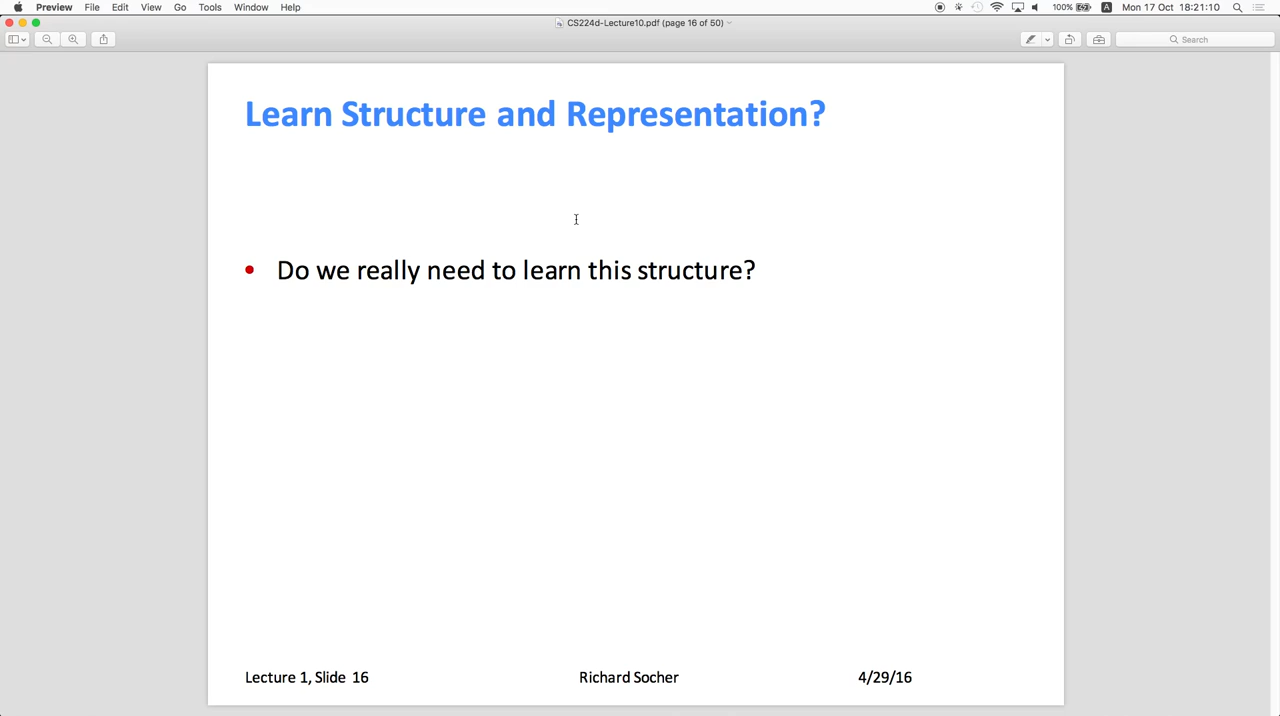 Preview File Edit View Go Tools Window Help
100% A Mon 17 Oct 18:21:10
CS224d-Lecture10.pdf (page 16 of 50)
Search
Learn Structure and Representation?
• Do we really need to learn this structure?
Lecture 1, Slide 16 Richard Socher 4/29/16